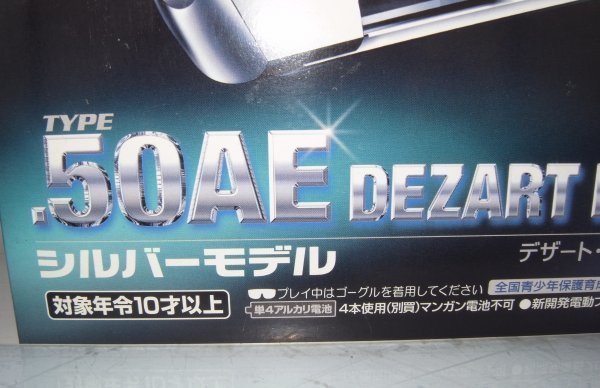 TYPE
.50AE DEZART
シルバーモデル
デザート・
対象年令10才以上
プレイ中はゴーグルを着用してください
全国青少年保護育成
単4アルカリ電池 4本使用(別買)マンガン電池不可 ●新開発電動ブ